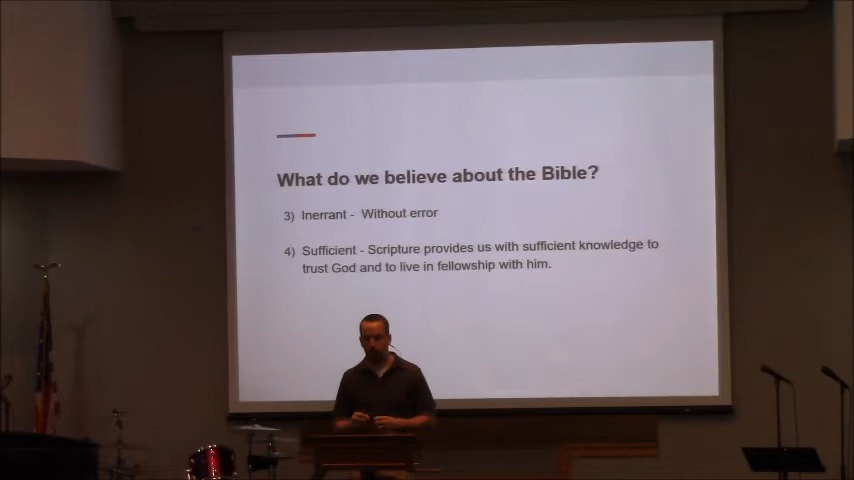 What do we believe about the Bible?
3) Inerrant - Without error
4) Sufficient - Scripture provides us with sufficient knowledge to
trust God and to live in fellowship with him.